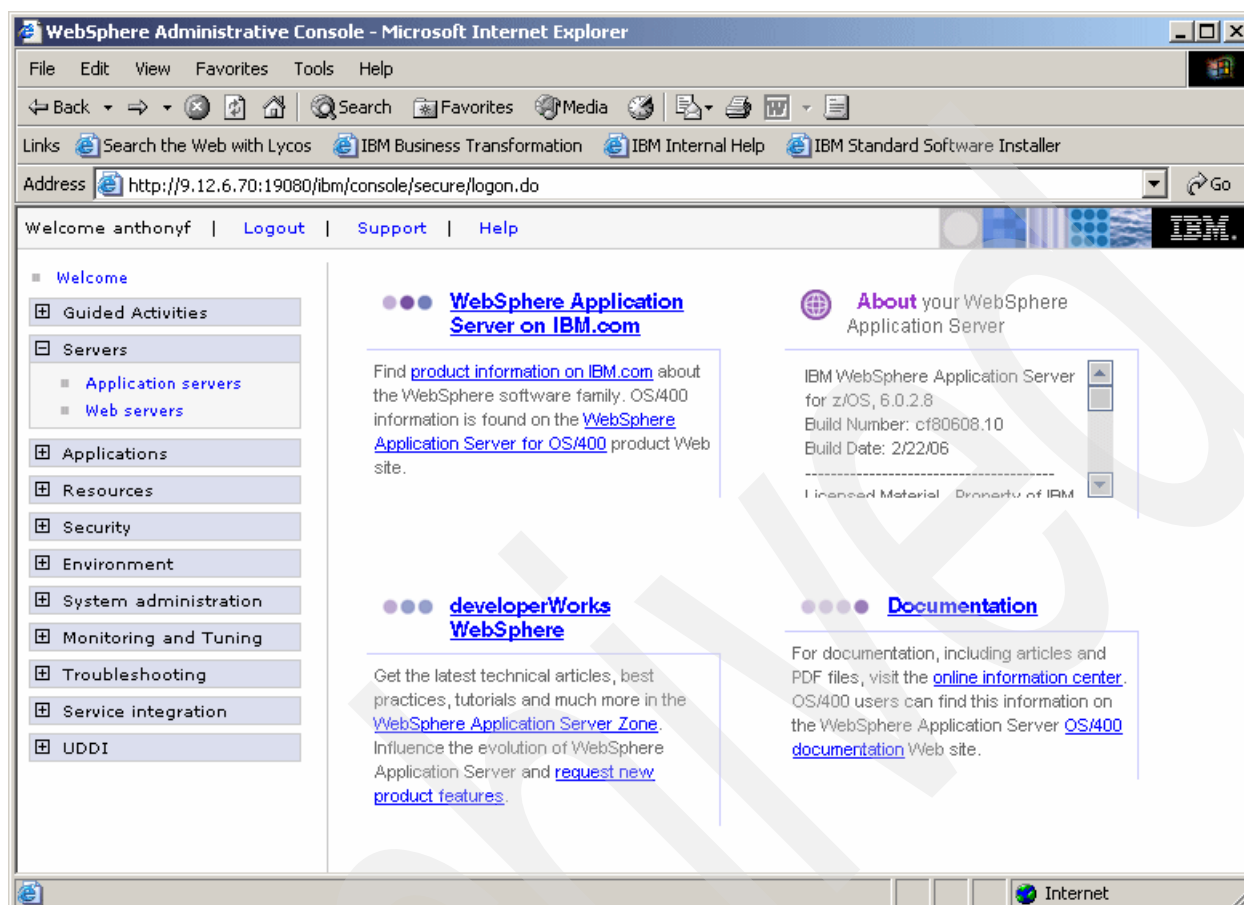 WebSphere Administrative Console - Microsoft Internet Explorer
File Edit View Favorites Tools Help
Back Search Favorites Media
Links Search the Web with Lycos IBM Business Transformation IBM Internal Help IBM Standard Software Installer
Address http://9.12.6.70:19080/ibm/console/secure/logon.do Go
Welcome anthonyf | Logout | Support | Help IBM.
Welcome
Guided Activities
Servers
Application servers
Web servers
Applications
Resources
Security
Environment
System administration
Monitoring and Tuning
Troubleshooting
Service integration
UDDI
WebSphere Application
Server on IBM.com
Find product information on IBM.com about
the WebSphere software family. OS/400
information is found on the WebSphere
Application Server for OS/400 product Web
site.
About your WebSphere
Application Server
IBM WebSphere Application Server
for z/OS, 6.0.2.8
Build Number: cf80608.10
Build Date: 2/22/06
--------------------------------------
Licensed Material - Property of IBM
developerWorks
WebSphere
Get the latest technical articles, best
practices, tutorials and much more in the
WebSphere Application Server Zone.
Influence the evolution of WebSphere
Application Server and request new
product features.
Documentation
For documentation, including articles and
PDF files, visit the online information center.
OS/400 users can find this information on
the WebSphere Application Server OS/400
documentation Web site.
Internet